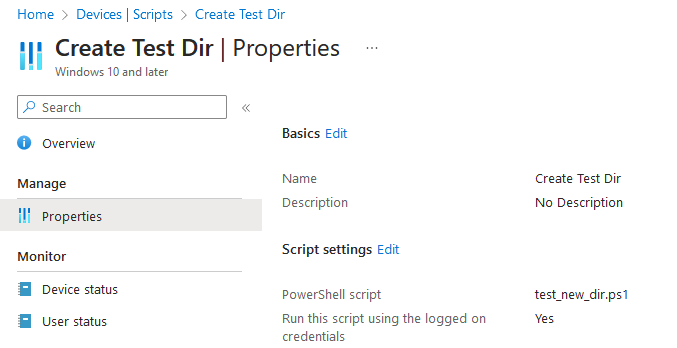 Home > Devices | Scripts > Create Test Dir
Create Test Dir | Properties ...
Windows 10 and later
Search «
Overview
Manage
Properties
Monitor
Device status
User status
Basics Edit
Name Create Test Dir
Description No Description
Script settings Edit
PowerShell script test_new_dir.ps1
Run this script using the logged on Yes
credentials